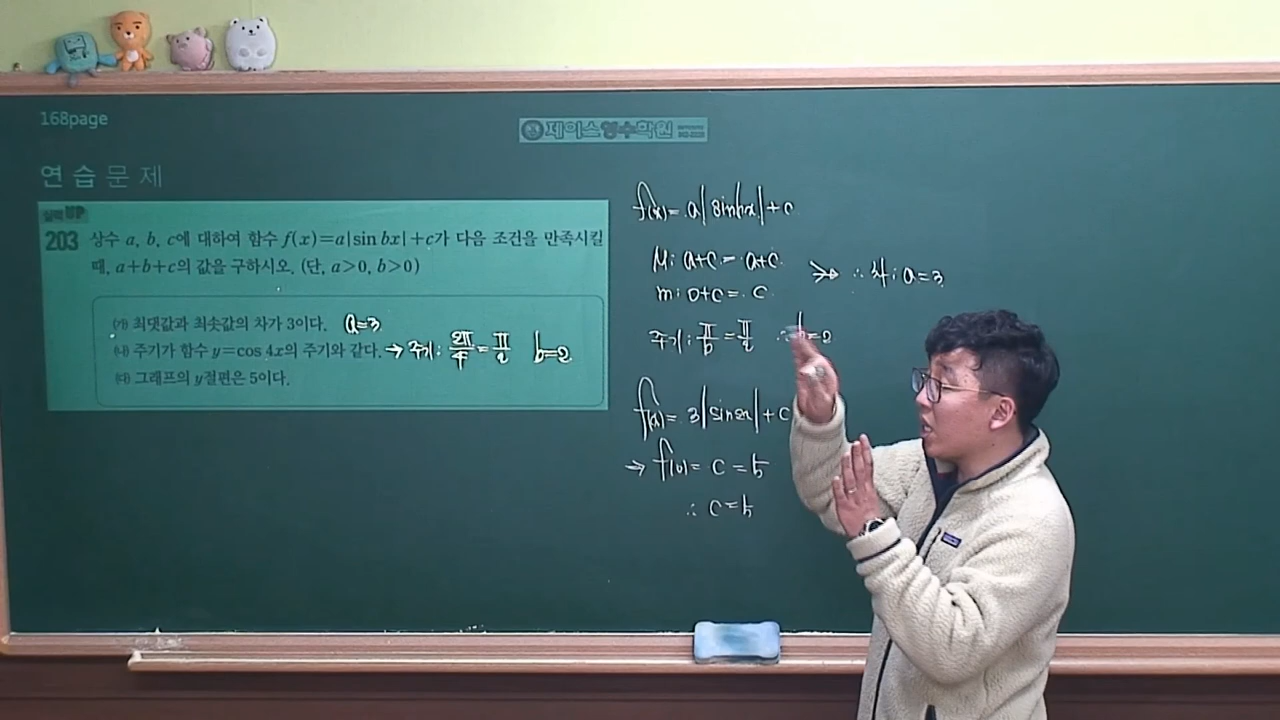 168page
제이스영수학원
연습문제
실력UP
203 상수 a, b, c에 대하여 함수 f(x)=a|sin bx|+c가 다음 조건을 만족시킬
때, a+b+c의 값을 구하시오. (단, a>0, b>0)
㈎ 최댓값과 최솟값의 차가 3이다. a=3
㈏ 주기가 함수 y=cos 4x의 주기와 같다. → 주기: 2π/4 = π/2 b=2
㈐ 그래프의 y절편은 5이다.
f(x)= a|sinbx|+c
M: a+c = a+c
m: 0+c = c
∴ 차: a=3
주기: π/b = π/2 ∴ b=2
f(x)= 3|sin2x|+c
→ f(0)= c = 5
∴ c=5